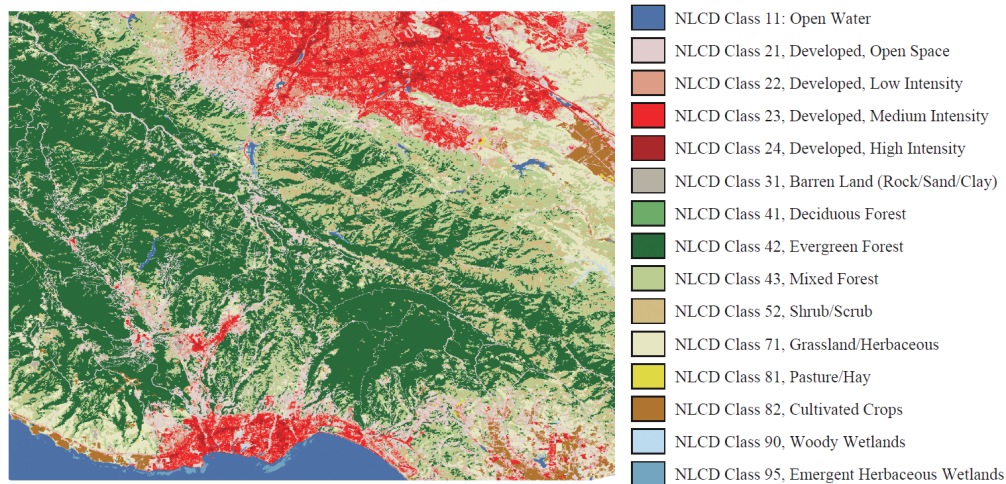 NLCD Class 11: Open Water
NLCD Class 21, Developed, Open Space
NLCD Class 22, Developed, Low Intensity
NLCD Class 23, Developed, Medium Intensity
NLCD Class 24, Developed, High Intensity
NLCD Class 31, Barren Land (Rock/Sand/Clay)
NLCD Class 41, Deciduous Forest
NLCD Class 42, Evergreen Forest
NLCD Class 43, Mixed Forest
NLCD Class 52, Shrub/Scrub
NLCD Class 71, Grassland/Herbaceous
NLCD Class 81, Pasture/Hay
NLCD Class 82, Cultivated Crops
NLCD Class 90, Woody Wetlands
NLCD Class 95, Emergent Herbaceous Wetlands